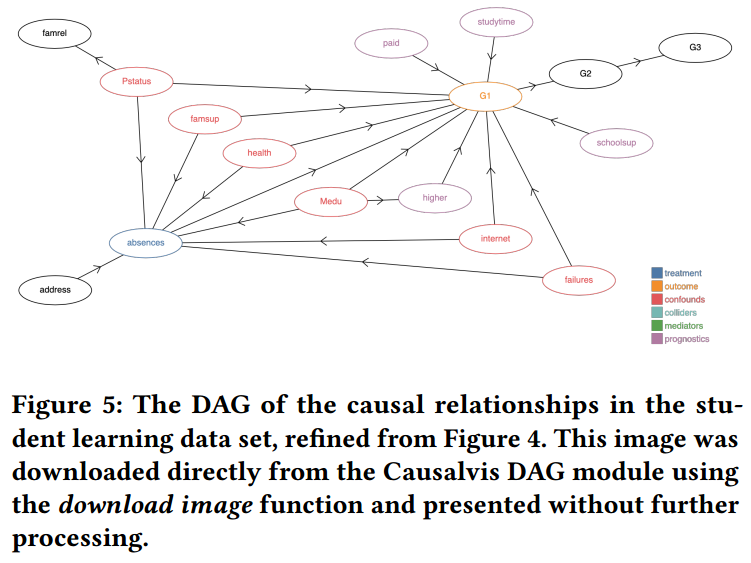 studytime
famrel
paid
G3
G2
Pstatus
G1
famsup
schoolsup
health
higher
Medu
internet
absences
failures
address
treatment
outcome
confounds
colliders
mediators
prognostics
Figure 5: The DAG of the causal relationships in the stu-
dent learning data set, refined from Figure 4. This image was
downloaded directly from the Causalvis DAG module using
the download image function and presented without further
processing.